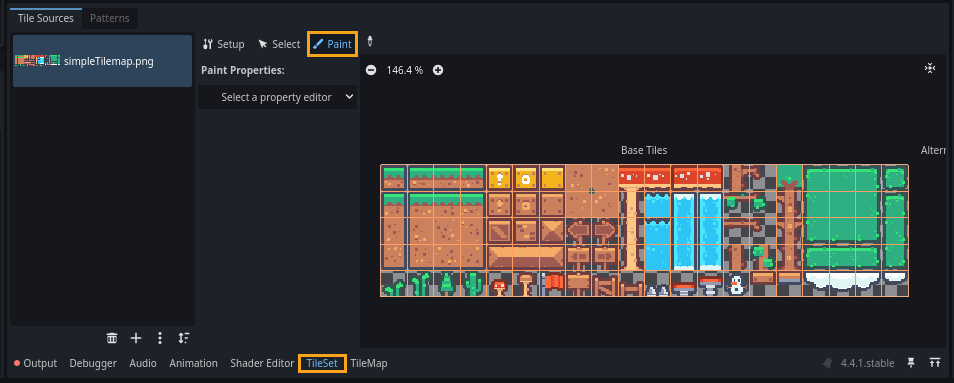 Tile Sources Patterns
simpleTilemap.png
Setup Select Paint
Paint Properties:
Select a property editor
146.4 %
Base Tiles
Altern
Output Debugger Audio Animation Shader Editor TileSet TileMap 4.4.1.stable